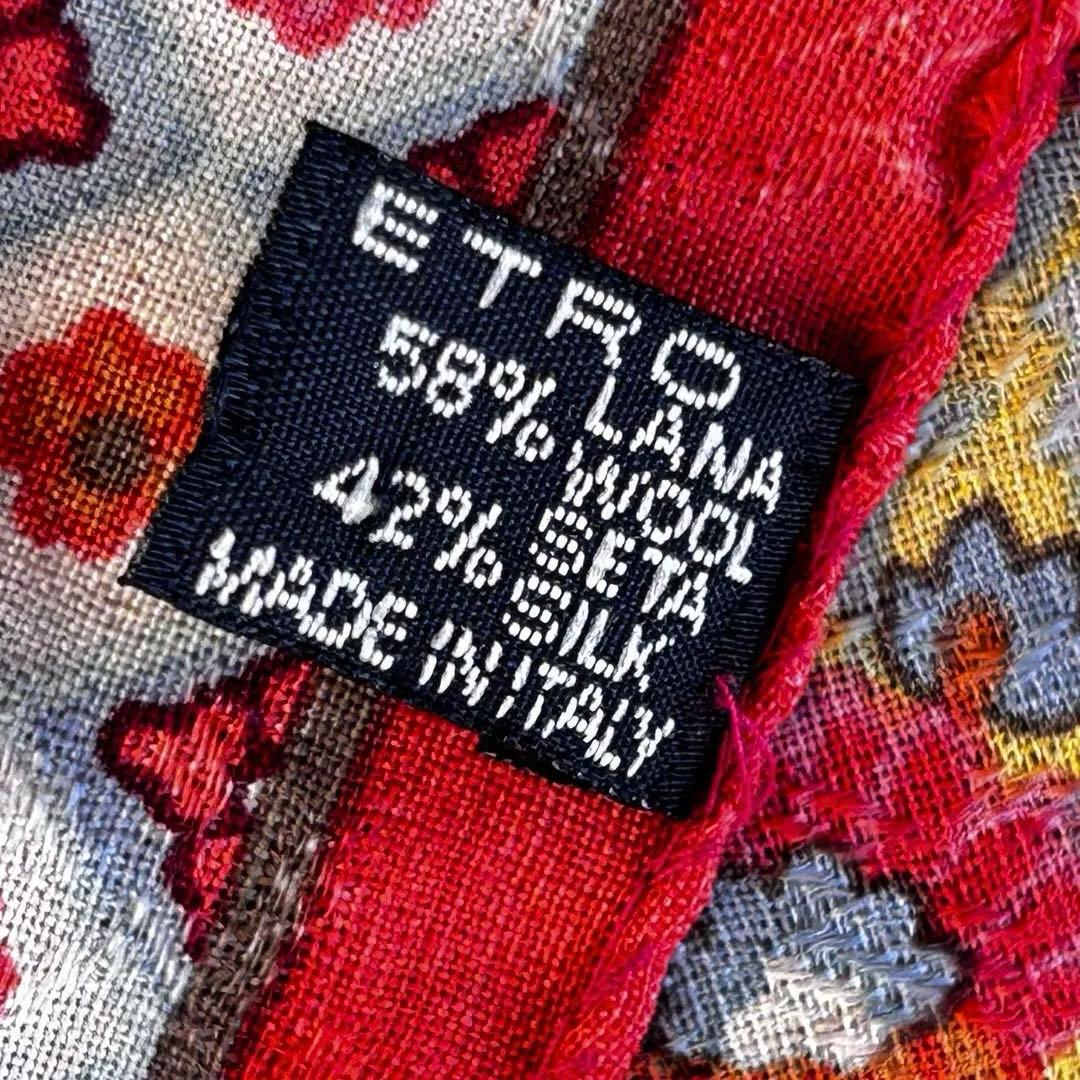 ETRO
58% LANA
WOOL
42% SETA
SILK
MADE IN ITALY